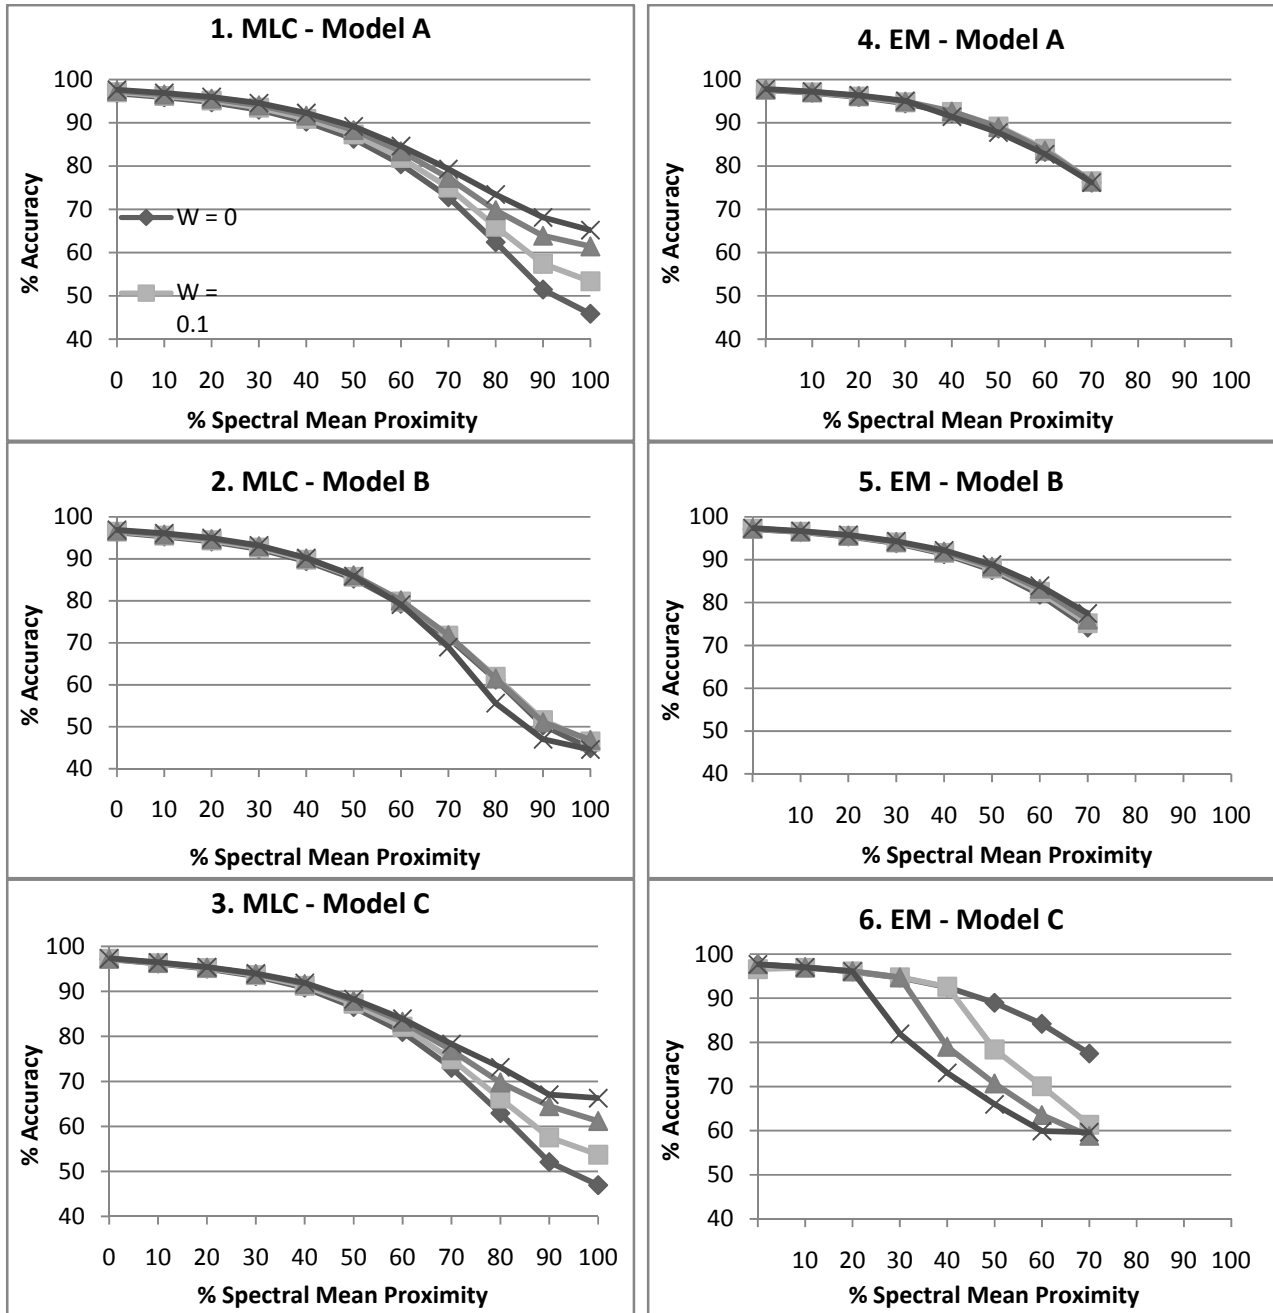 1. MLC - Model A
100
90
80
70
60
50
40
% Accuracy
W = 0
W =
0.1
0 10 20 30 40 50 60 70 80 90 100
% Spectral Mean Proximity
4. EM - Model A
100
90
80
70
60
50
40
% Accuracy
10 20 30 40 50 60 70 80 90 100
% Spectral Mean Proximity
2. MLC - Model B
100
90
80
70
60
50
40
% Accuracy
0 10 20 30 40 50 60 70 80 90 100
% Spectral Mean Proximity
5. EM - Model B
100
90
80
70
60
50
40
% Accuracy
10 20 30 40 50 60 70 80 90 100
% Spectral Mean Proximity
3. MLC - Model C
100
90
80
70
60
50
40
% Accuracy
0 10 20 30 40 50 60 70 80 90 100
% Spectral Mean Proximity
6. EM - Model C
100
90
80
70
60
50
40
% Accuracy
10 20 30 40 50 60 70 80 90 100
% Spectral Mean Proximity